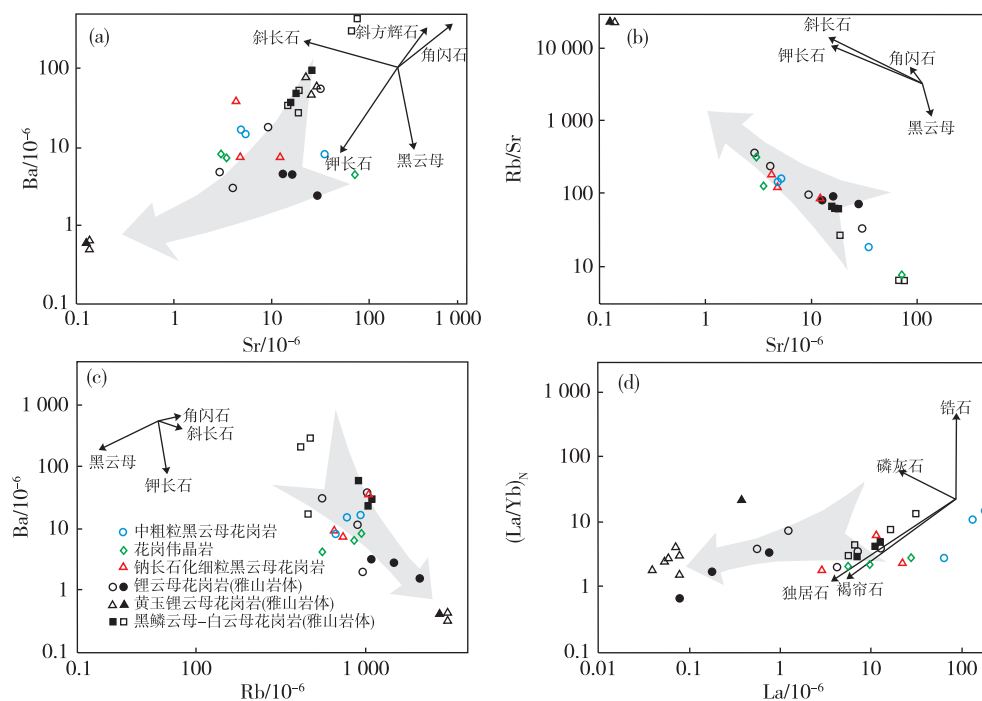 (a)
斜方辉石
斜长石
角闪石
钾长石
黑云母
100
10
1
0.1
Ba/10⁻⁶
0.1
1
10
100
1 000
Sr/10⁻⁶
(b)
斜长石
钾长石
角闪石
黑云母
10 000
1 000
100
10
Rb/Sr
0.1
1
10
100
Sr/10⁻⁶
(c)
角闪石
斜长石
黑云母
钾长石
1 000
100
10
1
0.1
Ba/10⁻⁶
中粗粒黑云母花岗岩
花岗伟晶岩
钠长石化细粒黑云母花岗岩
锂云母花岗岩(雅山岩体)
黄玉锂云母花岗岩(雅山岩体)
黑鳞云母–白云母花岗岩(雅山岩体)
10
100
1 000
Rb/10⁻⁶
(d)
锆石
磷灰石
独居石
褐帘石
1 000
100
10
1
0.1
(La/Yb)N
0.01
0.1
1
10
100
La/10⁻⁶